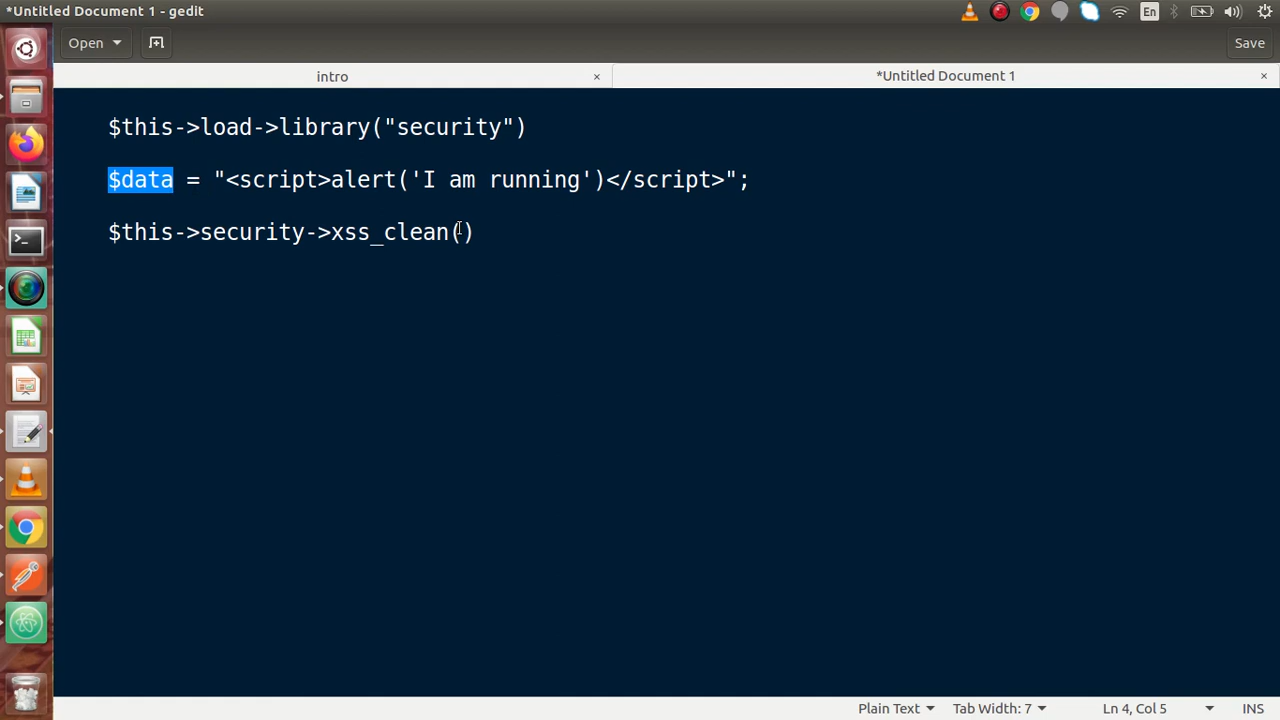 *Untitled Document 1 - gedit
En
Open
Save
intro
*Untitled Document 1
$this->load->library("security")
$data = "<script>alert('I am running')</script>";
$this->security->xss_clean()
Plain Text
Tab Width: 7
Ln 4, Col 5
INS